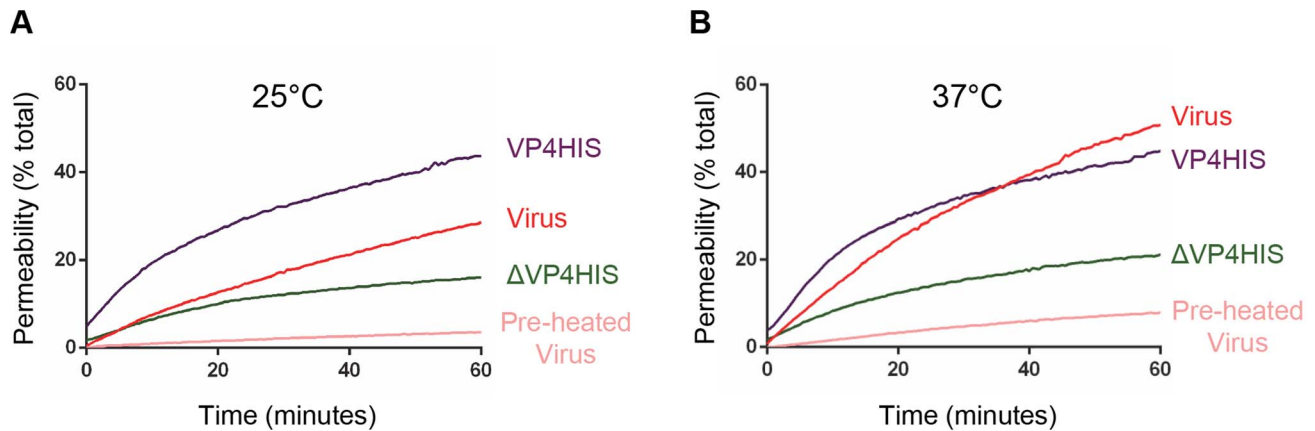 A
25°C
Permeability (% total)
60
40
20
0
0 20 40 60
Time (minutes)
VP4HIS
Virus
ΔVP4HIS
Pre-heated
Virus
B
37°C
Permeability (% total)
60
40
20
0
0 20 40 60
Time (minutes)
Virus
VP4HIS
ΔVP4HIS
Pre-heated
Virus